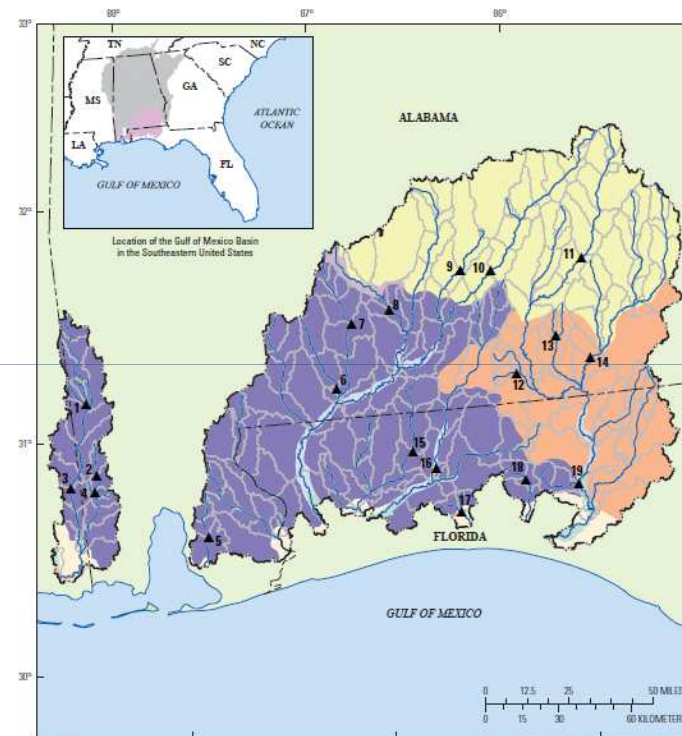 88°
87°
86°
33°
TN
NC
SC
MS
GA
ATLANTIC
OCEAN
LA
FL
GULF OF MEXICO
ALABAMA
Location of the Gulf of Mexico Basin
in the Southeastern United States
32°
9
10
11
8
7
13
14
12
6
1
31°
15
16
2
3
4
18
19
17
5
FLORIDA
GULF OF MEXICO
30°
0 12.5 25 50 MILES
0 15 30 60 KILOMETER